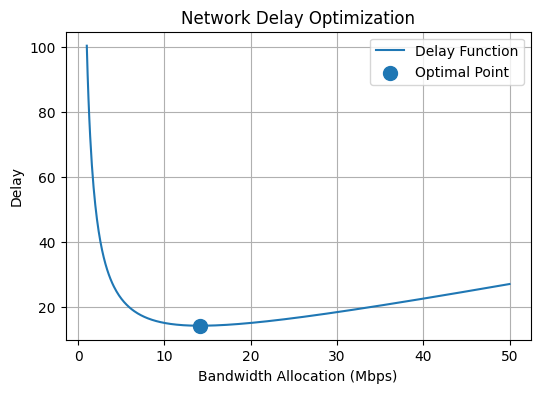 Network Delay Optimization
Delay Function
Optimal Point
100
80
60
40
20
Delay
0
10
20
30
40
50
Bandwidth Allocation (Mbps)